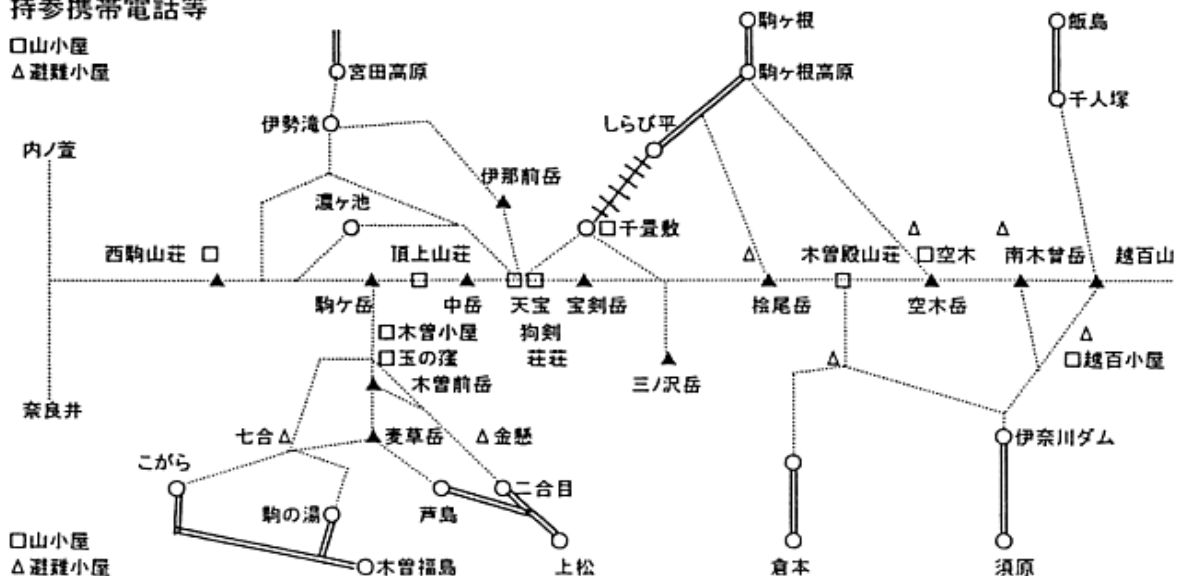 持参携帯電話等
□山小屋
△避難小屋
駒ヶ根
飯島
宮田高原
駒ヶ根高原
千人塚
伊勢滝
しらび平
内ノ萱
伊那前岳
濃ヶ池
千畳敷
西駒山荘
頂上山荘
木曽殿山荘
空木
南木曽岳
越百山
駒ケ岳
中岳
天宝
狗剣
荘荘
宝剣岳
桧尾岳
空木岳
木曽小屋
玉の窪
越百小屋
木曽前岳
三ノ沢岳
奈良井
七合
麦草岳
金懸
伊奈川ダム
こがら
駒の湯
芦島
二合目
□山小屋
△避難小屋
木曽福島
上松
倉本
須原